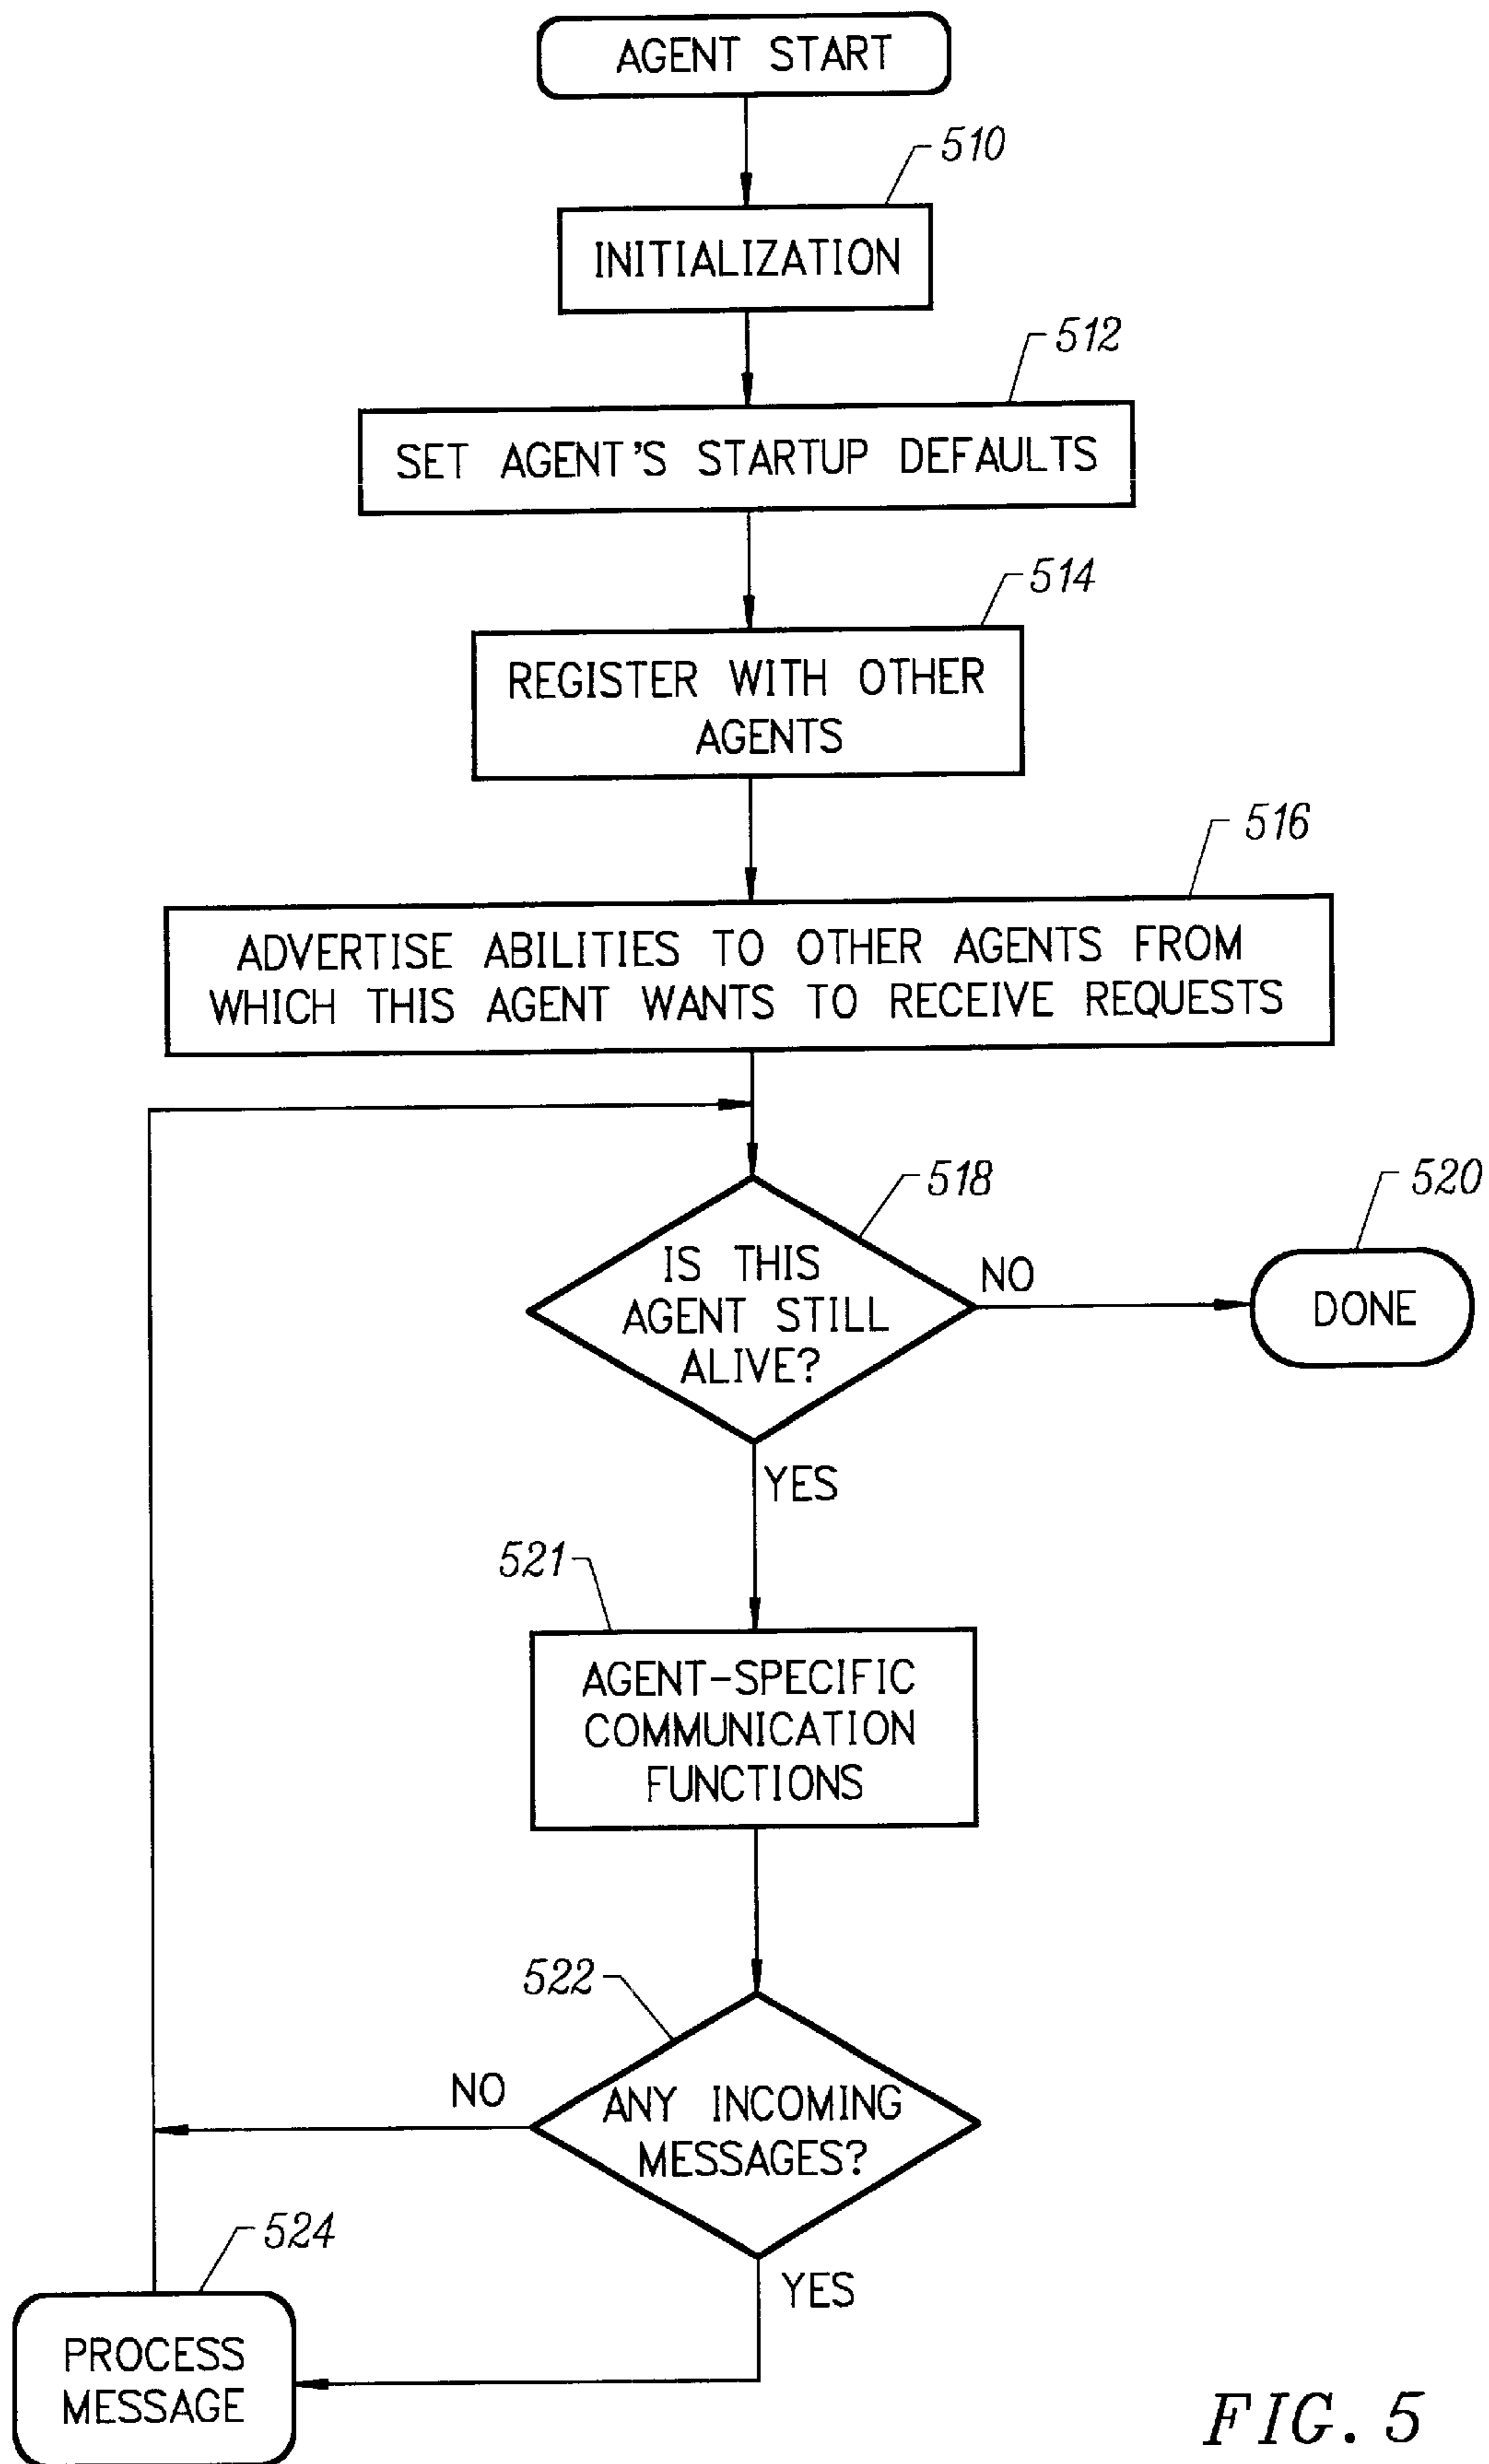 AGENT START
510
INITIALIZATION
512
SET AGENT'S STARTUP DEFAULTS
514
REGISTER WITH OTHER
AGENTS
516
ADVERTISE ABILITIES TO OTHER AGENTS FROM
WHICH THIS AGENT WANTS TO RECEIVE REQUESTS
518
520
IS THIS
AGENT STILL
ALIVE?
NO
DONE
YES
521
AGENT-SPECIFIC
COMMUNICATION
FUNCTIONS
522
NO
ANY INCOMING
MESSAGES?
524
YES
PROCESS
MESSAGE
FIG. 5